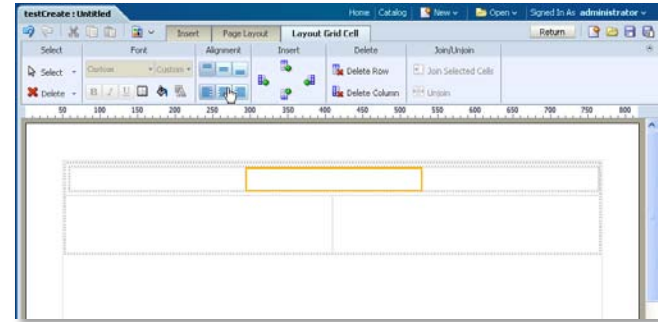 testCreate : Untitled Home Catalog New Open Signed In As administrator
Insert Page Layout Layout Grid Cell Return
Select Font Alignment Insert Delete Join/Unjoin
Select Custom Custom Delete Row Join Selected Cells
Delete B I U Delete Column Unjoin
50 100 150 200 250 300 350 400 450 500 550 600 650 700 750 800